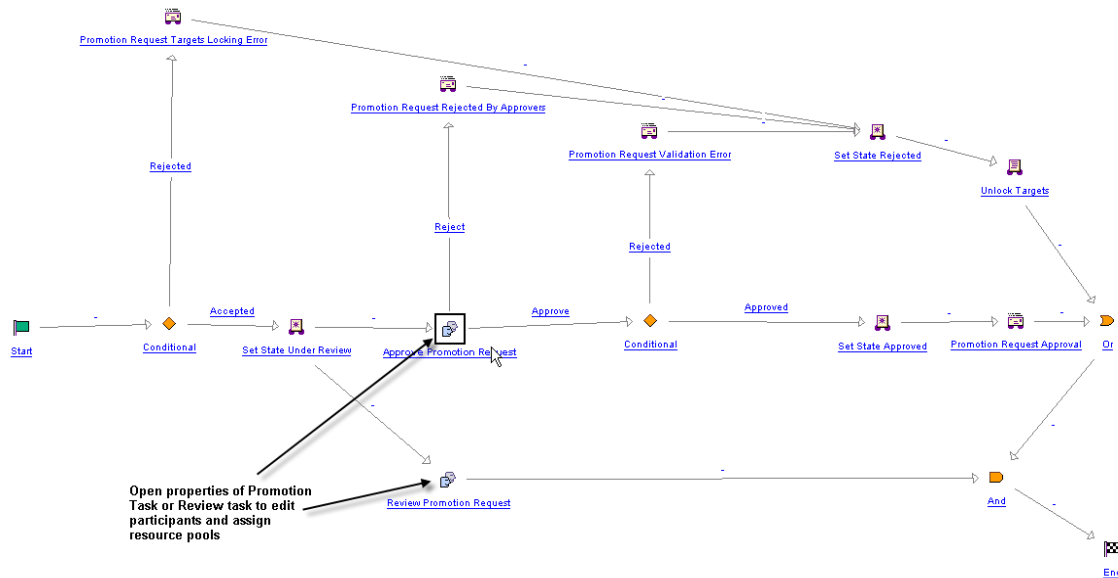 Promotion Request Targets Locking Error
-
Promotion Request Rejected By Approvers
-
Promotion Request Validation Error
-
Set State Rejected
-
Rejected
Unlock Targets
Reject
Rejected
-
Start
-
Conditional
Accepted
Set State Under Review
-
Approve Promotion Request
Approve
Conditional
Approved
Set State Approved
-
Promotion Request Approval
-
Or
-
-
Open properties of Promotion
Task or Review task to edit
participants and assign
resource pools
Review Promotion Request
-
And
-
End